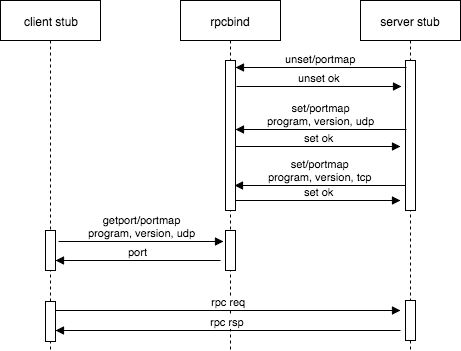 client stub
rpcbind
server stub
unset/portmap
unset ok
set/portmap
program, version, udp
set ok
set/portmap
program, version, tcp
set ok
getport/portmap
program, version, udp
port
rpc req
rpc rsp